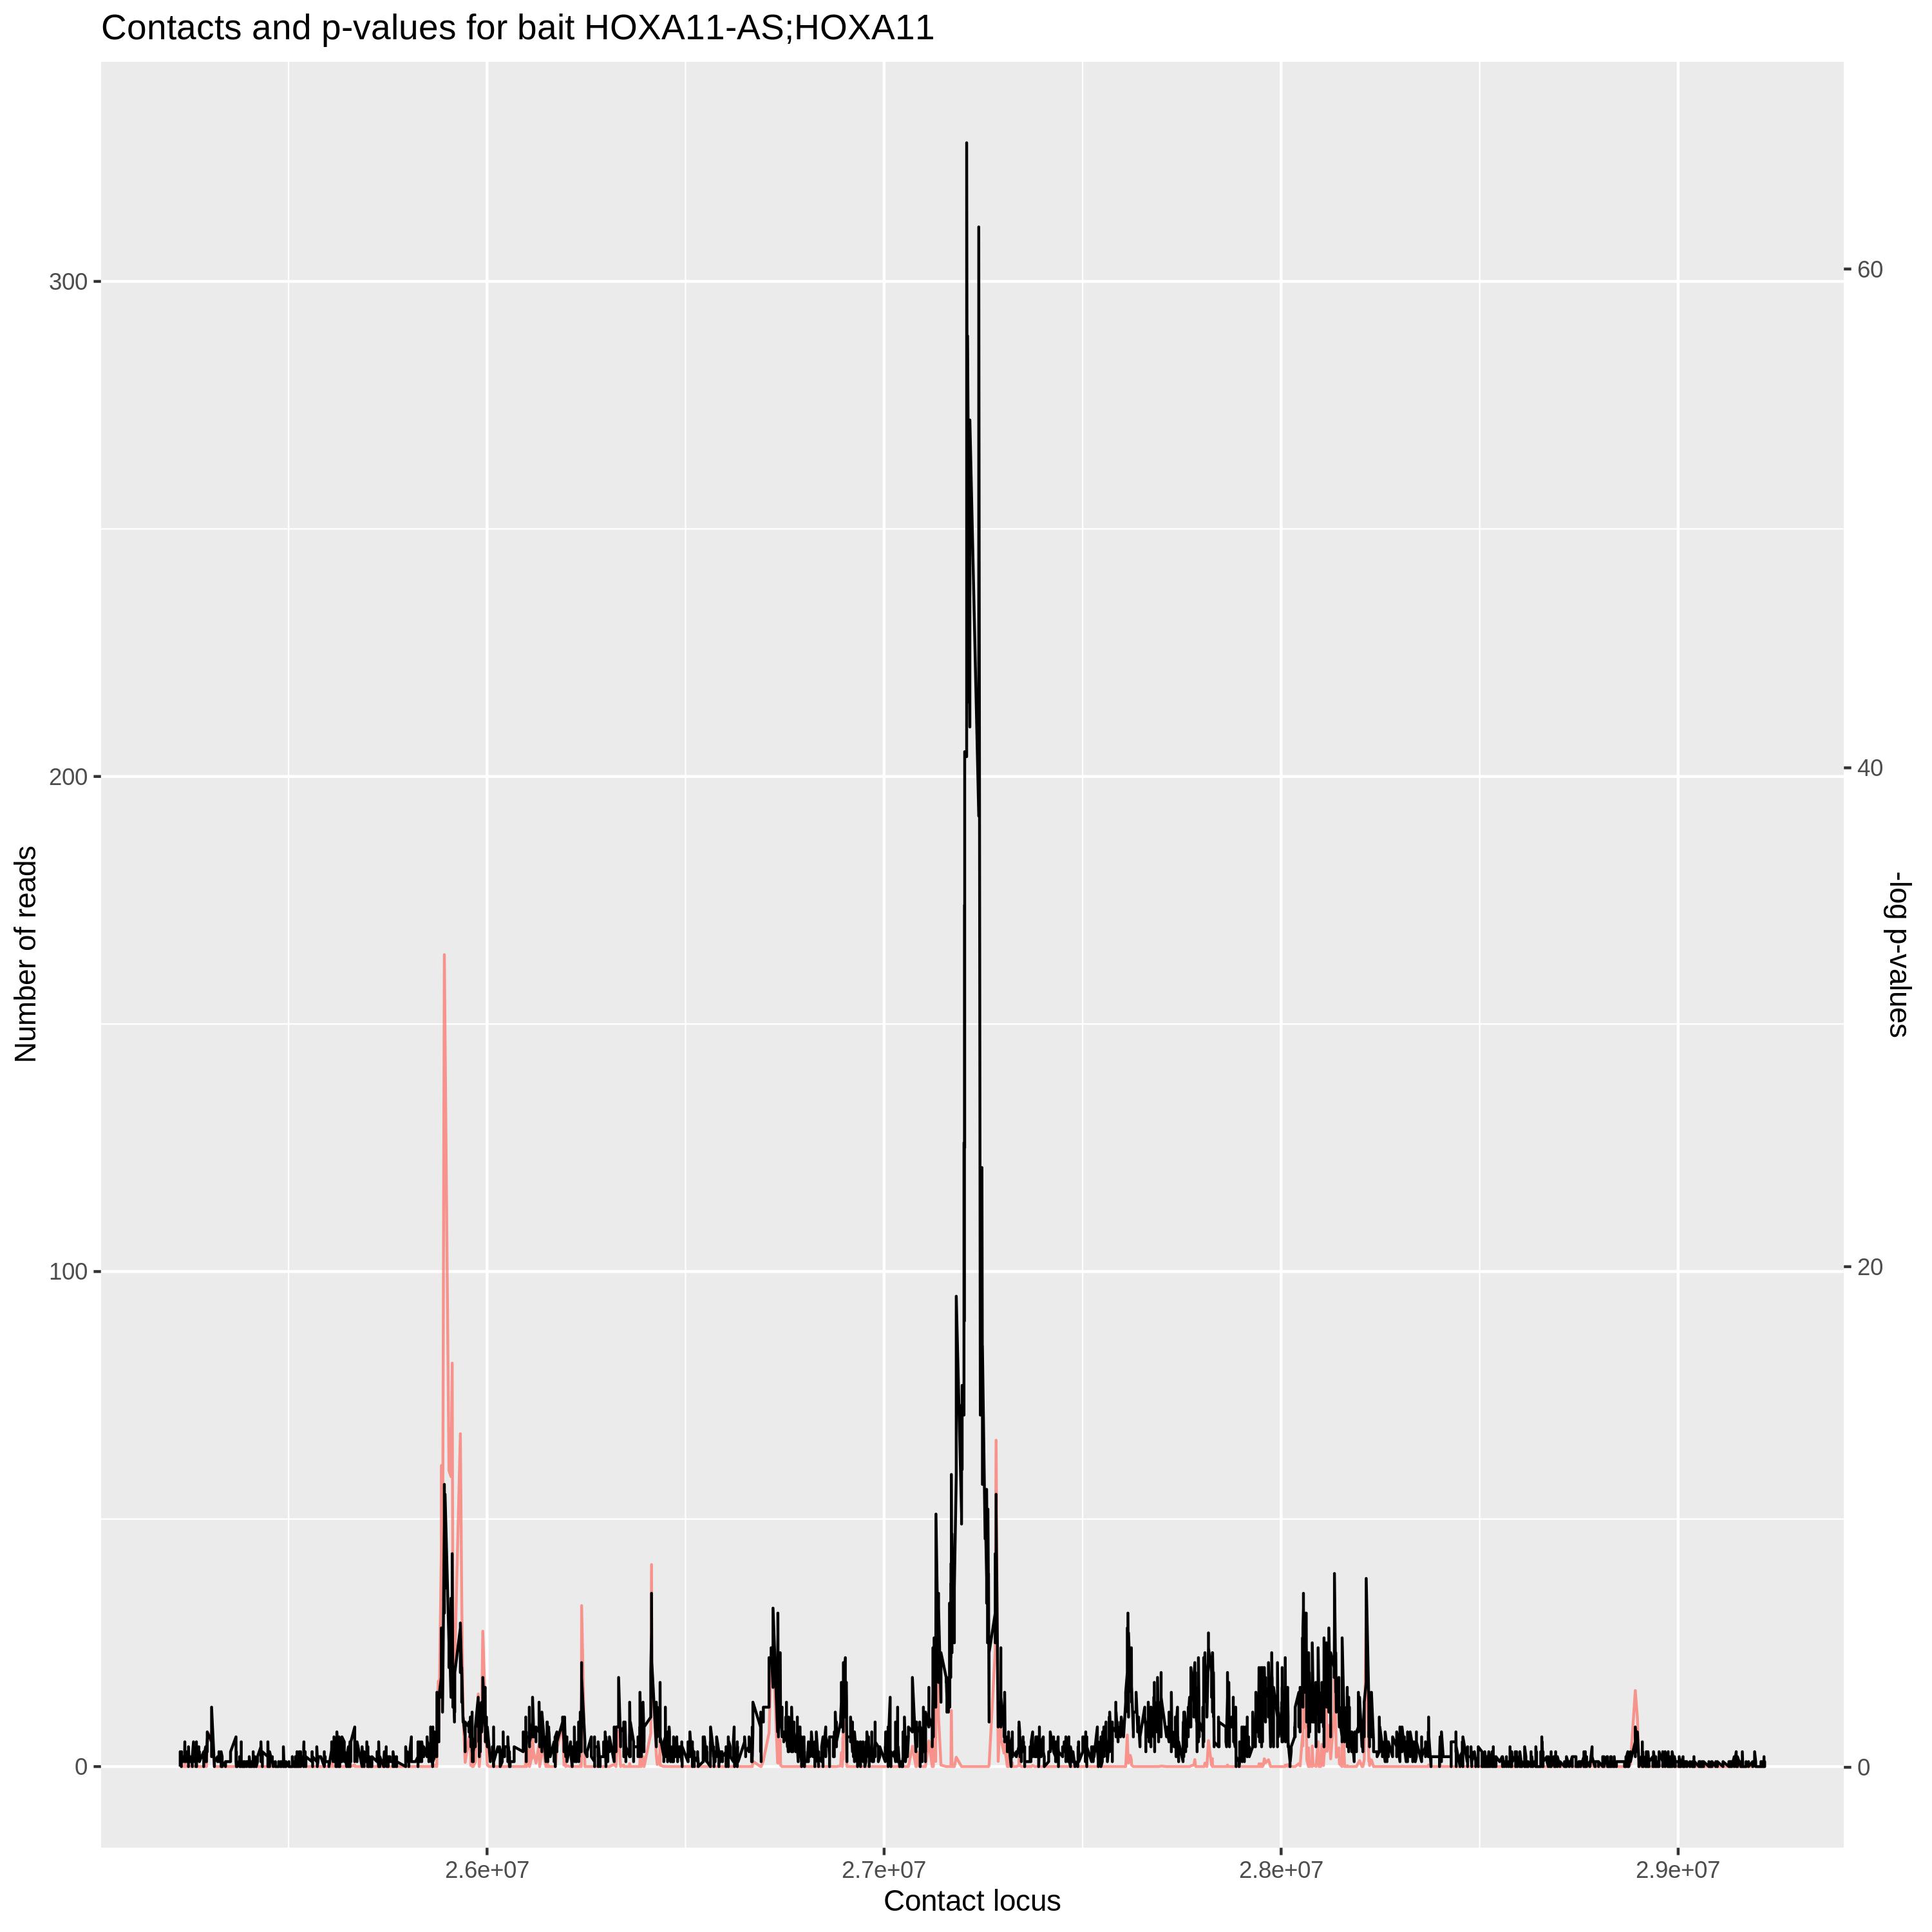 Contacts and p-values for bait HOXA11-AS;HOXA11
300
200
100
0
Number of reads
60
40
20
0
-log p-values
2.6e+07 2.7e+07 2.8e+07 2.9e+07
Contact locus